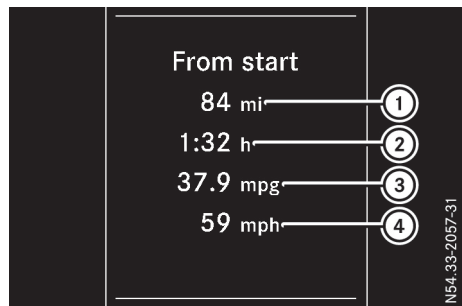 From start
84 mi 1
1:32 h 2
37.9 mpg 3
59 mph 4
N54.33-2057-31